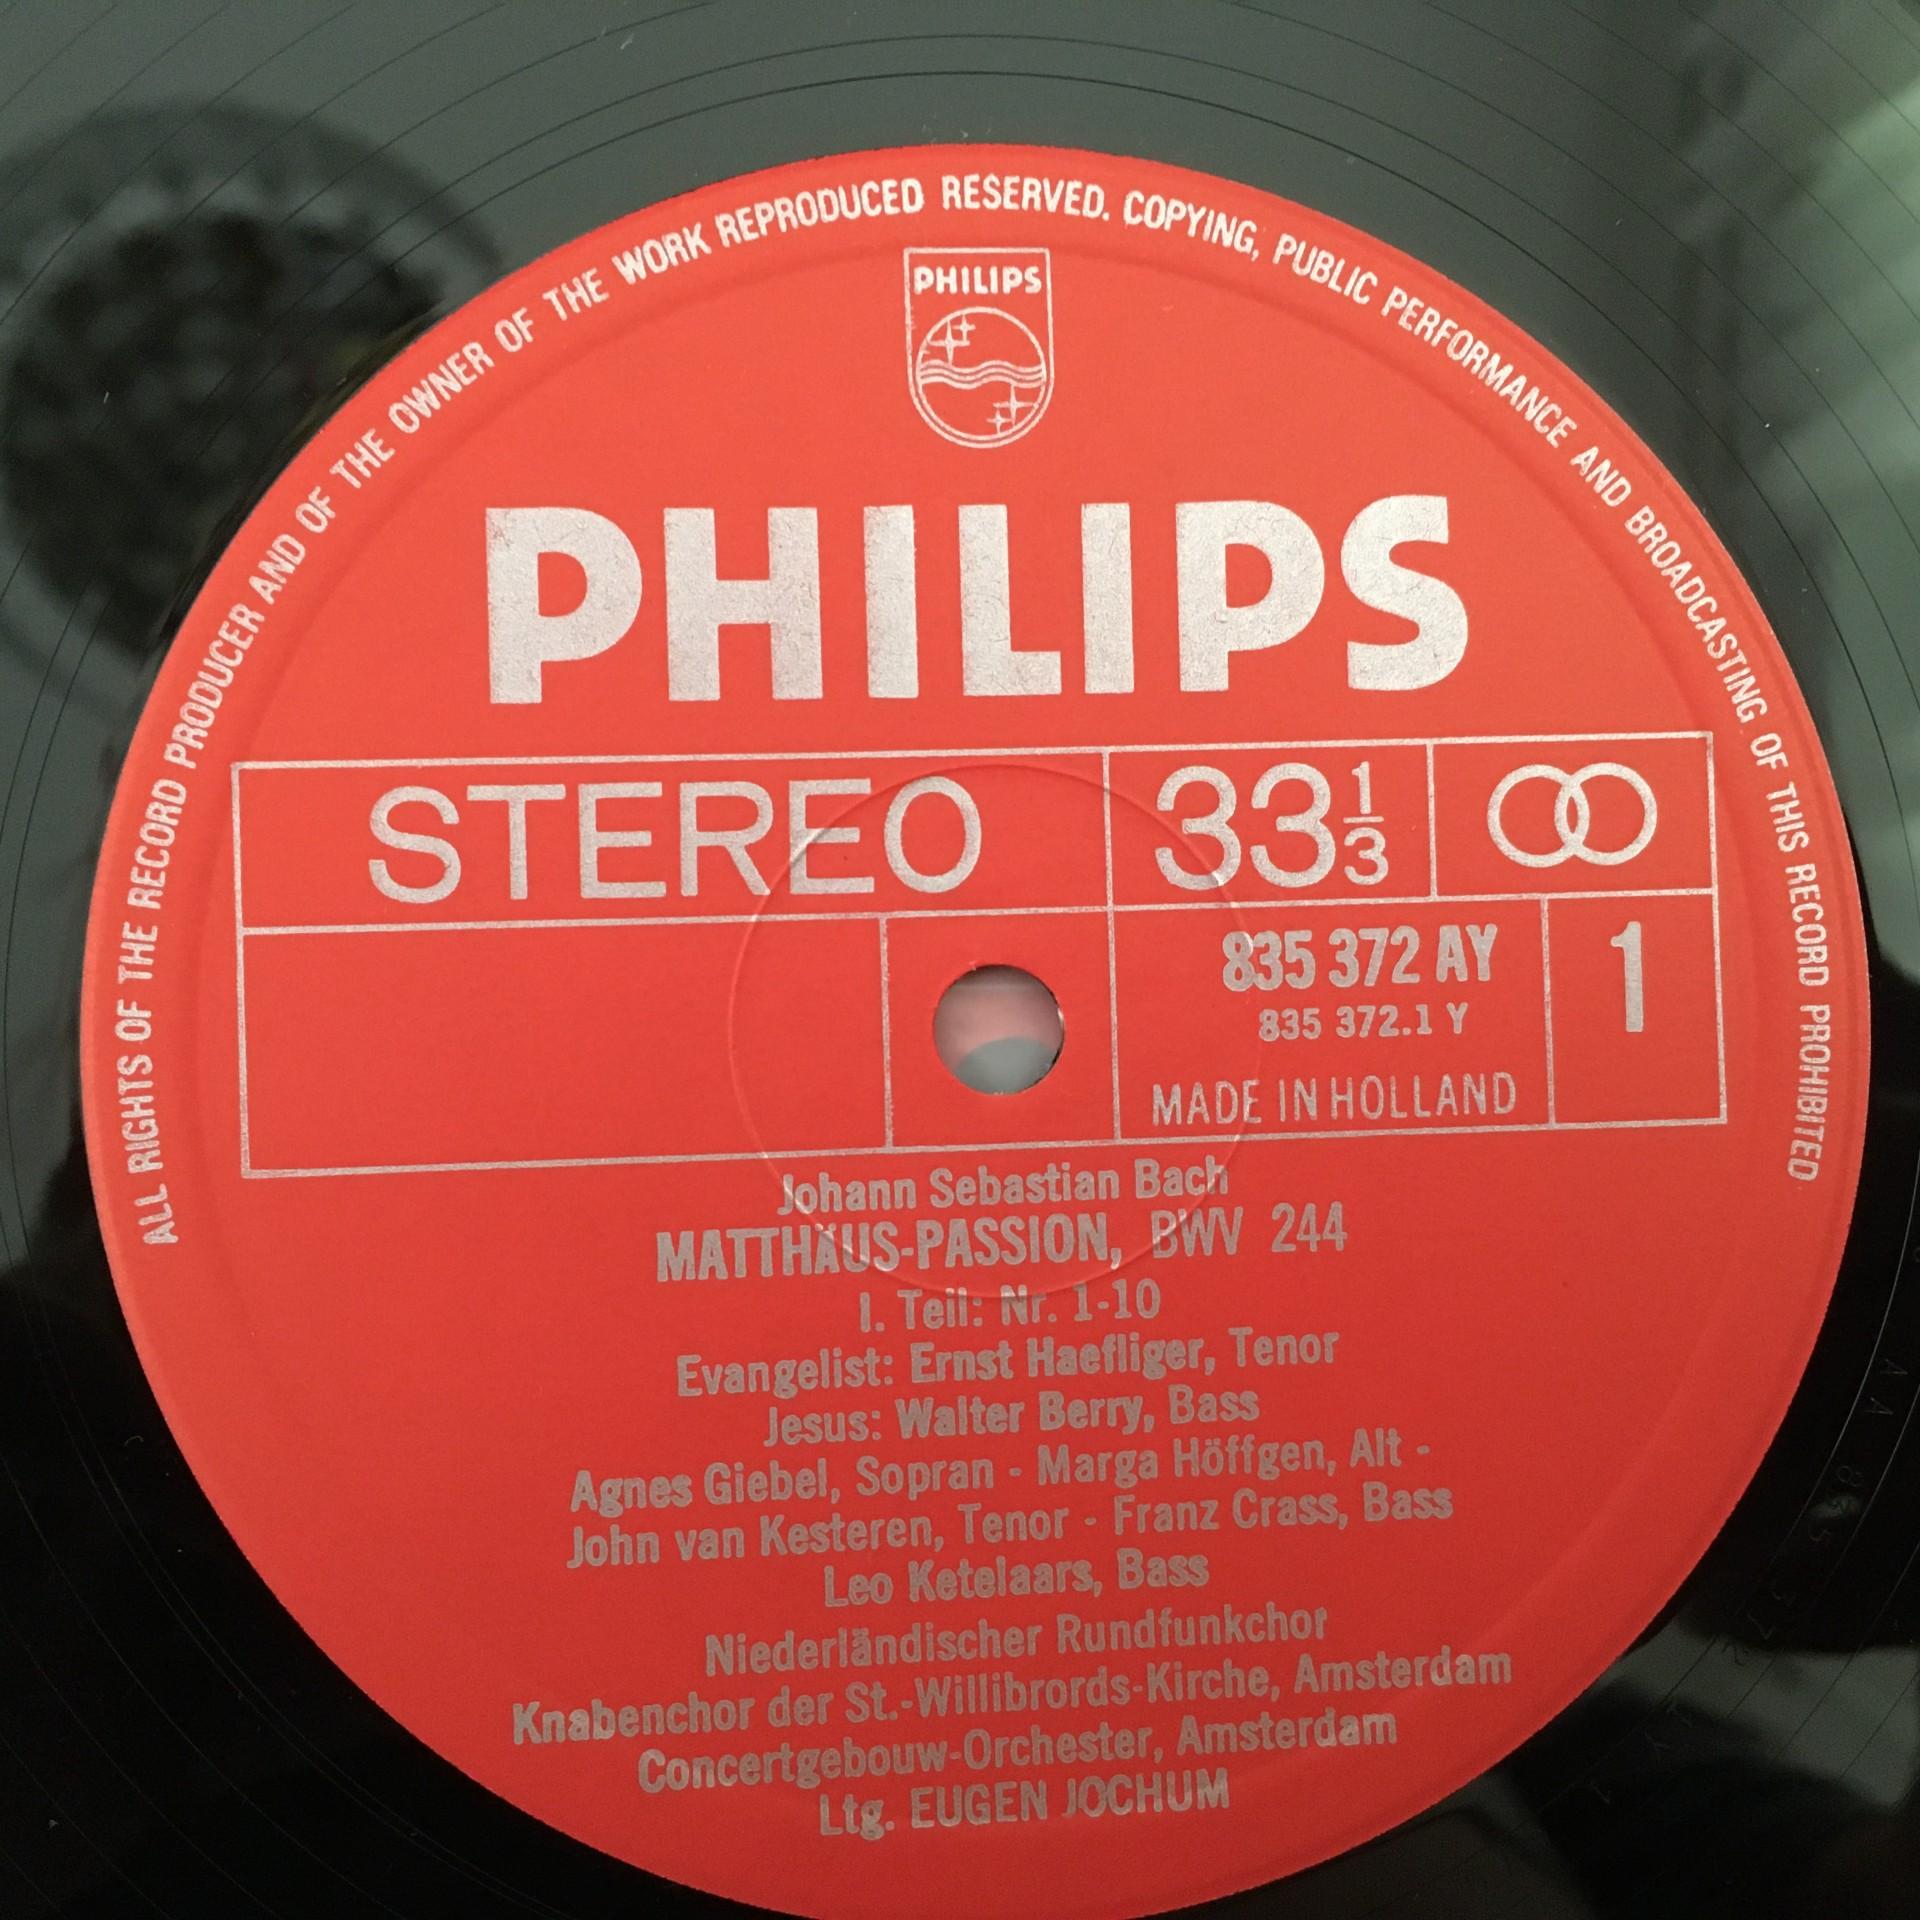 ALL RIGHTS OF THE RECORD PRODUCER AND OF THE OWNER OF THE WORK REPRODUCED RESERVED. COPYING, PUBLIC PERFORMANCE AND BROADCASTING OF THIS RECORD PROHIBITED
PHILIPS
PHILIPS
STEREO
33 1/3
835 372 AY
1
835 372.1 Y
MADE IN HOLLAND
Johann Sebastian Bach
MATTHÄUS-PASSION, BWV 244
I. Teil: Nr. 1-10
Evangelist: Ernst Haefliger, Tenor
Jesus: Walter Berry, Bass
Agnes Giebel, Sopran - Marga Höffgen, Alt -
John van Kesteren, Tenor - Franz Crass, Bass
Leo Ketelaars, Bass
Niederländischer Rundfunkchor
Knabenchor der St.-Willibrords-Kirche, Amsterdam
Concertgebouw-Orchester, Amsterdam
Ltg. EUGEN JOCHUM